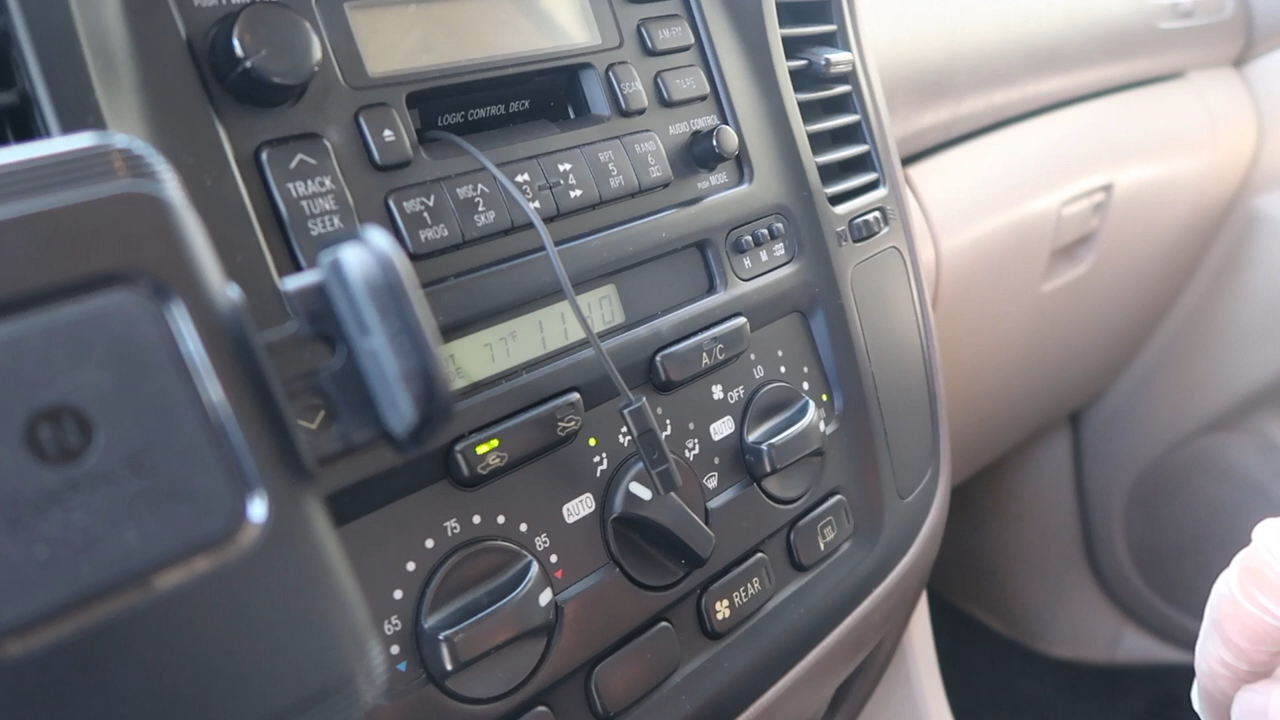 AM·FM
SCAN
TAPE
LOGIC CONTROL DECK
AUDIO CONTROL
PUSH MODE
TRACK
TUNE
SEEK
DISC
1
PROG
DISC
2
SKIP
3
4
RPT
5
RPT
RAND
6
H M :00
77°F
A/C
LO
OFF
AUTO
AUTO
75
85
65
REAR